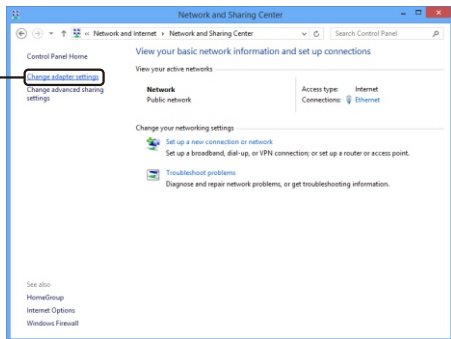 Network and Sharing Center
« Network and Internet ▸ Network and Sharing Center
Search Control Panel
Control Panel Home
Change adapter settings
Change advanced sharing
settings
View your basic network information and set up connections
View your active networks
Network
Public network
Access type: Internet
Connections: Ethernet
Change your networking settings
Set up a new connection or network
Set up a broadband, dial-up, or VPN connection; or set up a router or access point.
Troubleshoot problems
Diagnose and repair network problems, or get troubleshooting information.
See also
HomeGroup
Internet Options
Windows Firewall